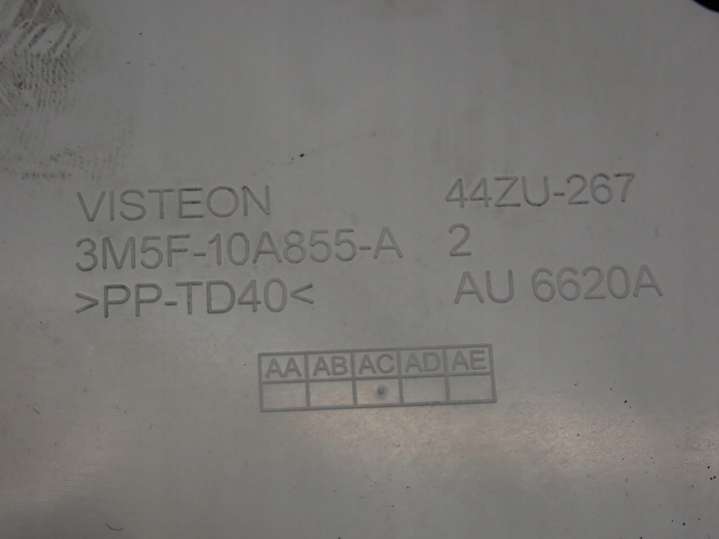 VISTEON 44ZU-267
3M5F-10A855-A 2
>PP-TD40< AU 6620A
AA AB AC AD AE